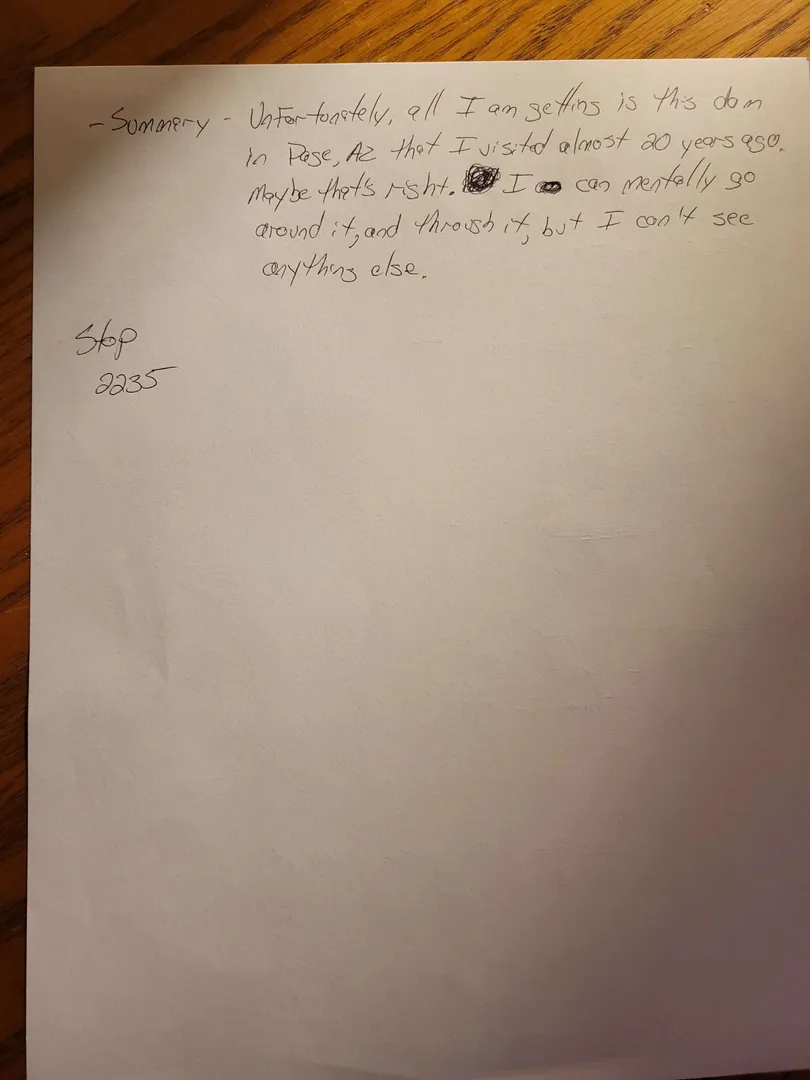 - Summary - Unfortunately, all I am getting is this dam
in Page, AZ that I visited almost 20 years ago.
Maybe that's right. I can mentally go
around it, and through it, but I can't see
anything else.
Stop
2235